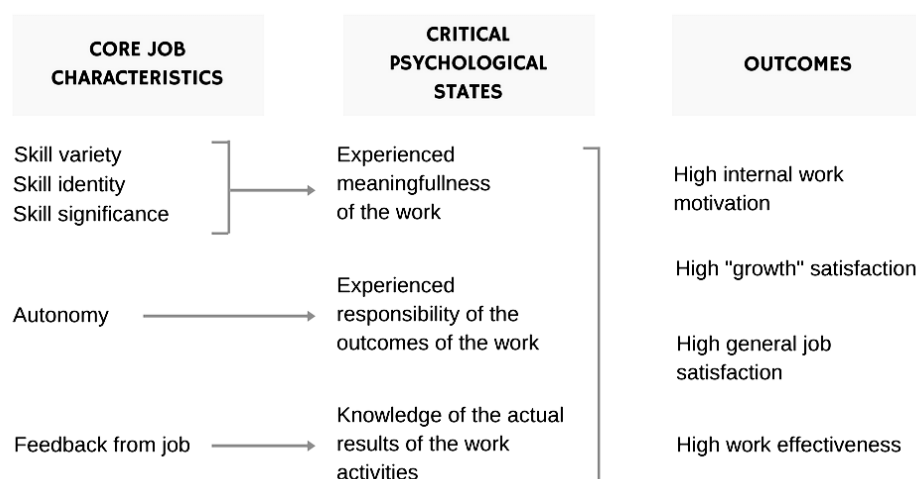 CORE JOB
CHARACTERISTICS
CRITICAL
PSYCHOLOGICAL
STATES
OUTCOMES
Skill variety
Skill identity
Skill significance
Experienced
meaningfullness
of the work
High internal work
motivation
High "growth" satisfaction
Autonomy
Experienced
responsibility of the
outcomes of the work
High general job
satisfaction
Feedback from job
Knowledge of the actual
results of the work
activities
High work effectiveness